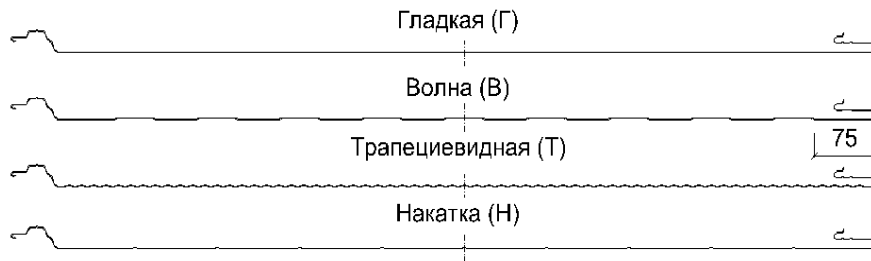 Гладкая (Г)
Волна (В)
75
Трапециевидная (Т)
Накатка (Н)